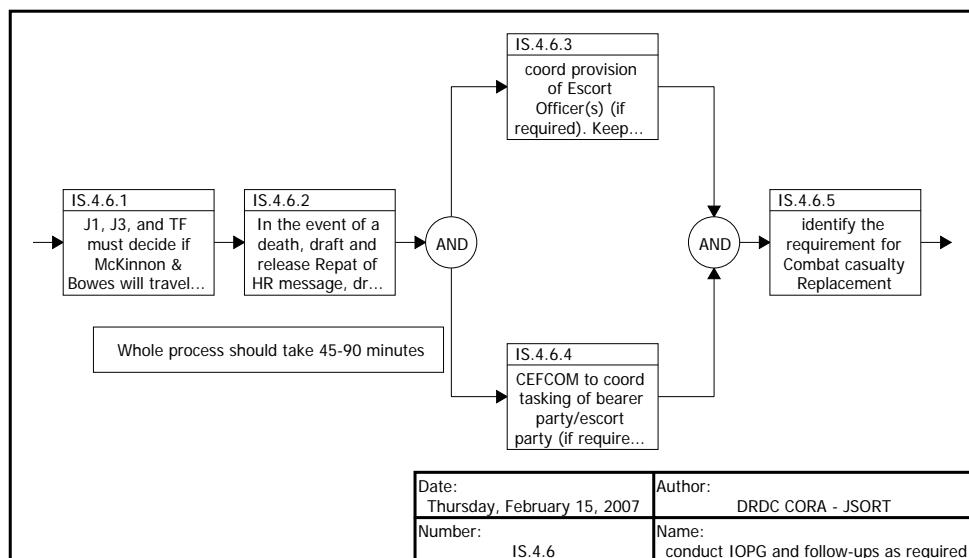 IS.4.6.3
coord provision
of Escort
Officer(s) (if
required). Keep...
IS.4.6.1
J1, J3, and TF
must decide if
McKinnon &
Bowes will travel...
IS.4.6.2
In the event of a
death, draft and
release Repat of
HR message, dr...
AND
AND
IS.4.6.5
identify the
requirement for
Combat casualty
Replacement
Whole process should take 45-90 minutes
IS.4.6.4
CEFCOM to coord
tasking of bearer
party/escort
party (if require...
Date:
Thursday, February 15, 2007
Author:
DRDC CORA - JSORT
Number:
IS.4.6
Name:
conduct IOPG and follow-ups as required